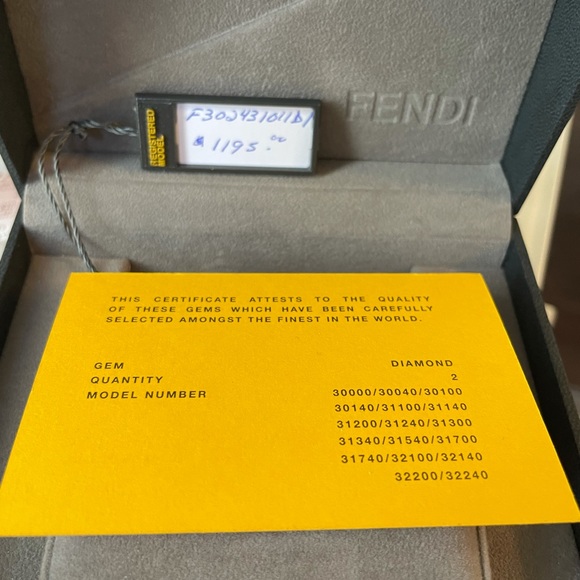 FENDI
REGISTERED
MODEL
F302431011D1
$1195.00
THIS CERTIFICATE ATTESTS TO THE QUALITY
OF THESE GEMS WHICH HAVE BEEN CAREFULLY
SELECTED AMONGST THE FINEST IN THE WORLD.
GEM DIAMOND
QUANTITY 2
MODEL NUMBER 30000/30040/30100
30140/31100/31140
31200/31240/31300
31340/31540/31700
31740/32100/32140
32200/32240